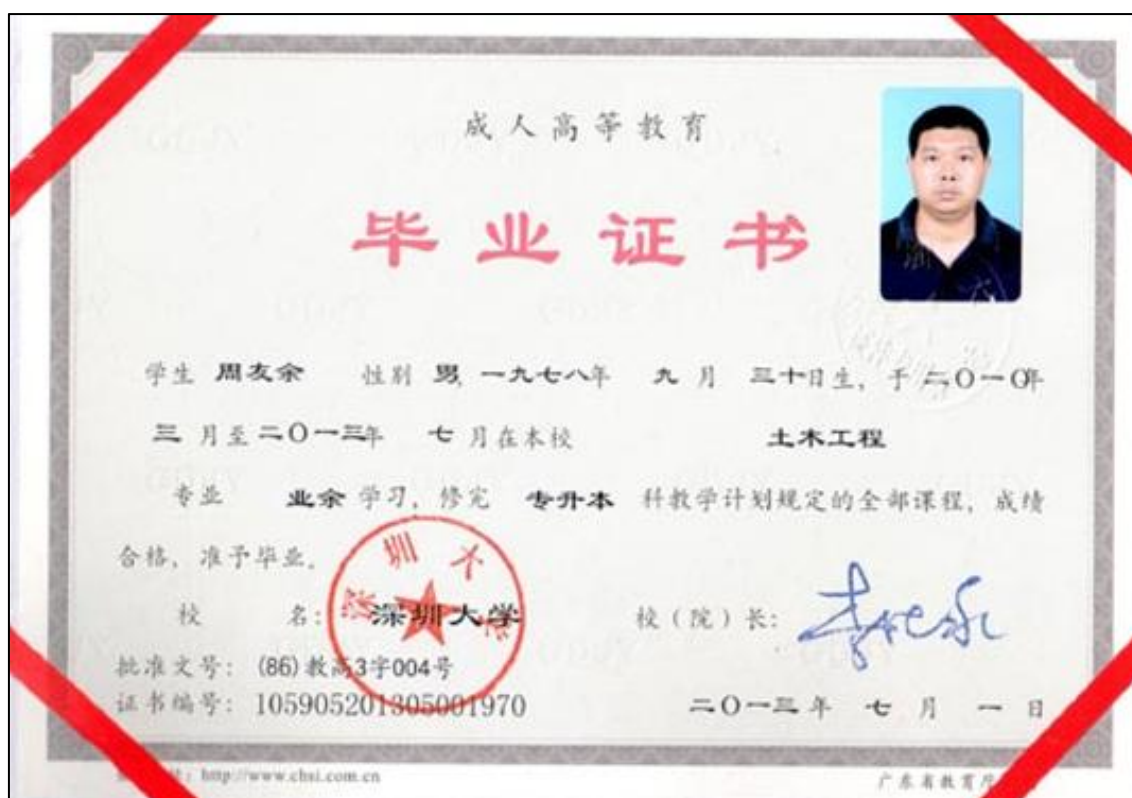 成人高等教育
毕业证书
学生 周友余 性别 男, 一九七八年 九 月 三十日生, 于 二〇一〇年
三 月至 二〇一三年 七 月在本校 土木工程
专业 业余 学习, 修完 专升本 科教学计划规定的全部课程, 成绩
合格, 准予毕业。
深圳大学
校 名: 深圳大学 校(院)长:
批准文号: (86)教高3字004号
证书编号: 105905201305001970
二〇一三年 七 月 一 日
http://www.chsi.com.cn 广东省教育厅